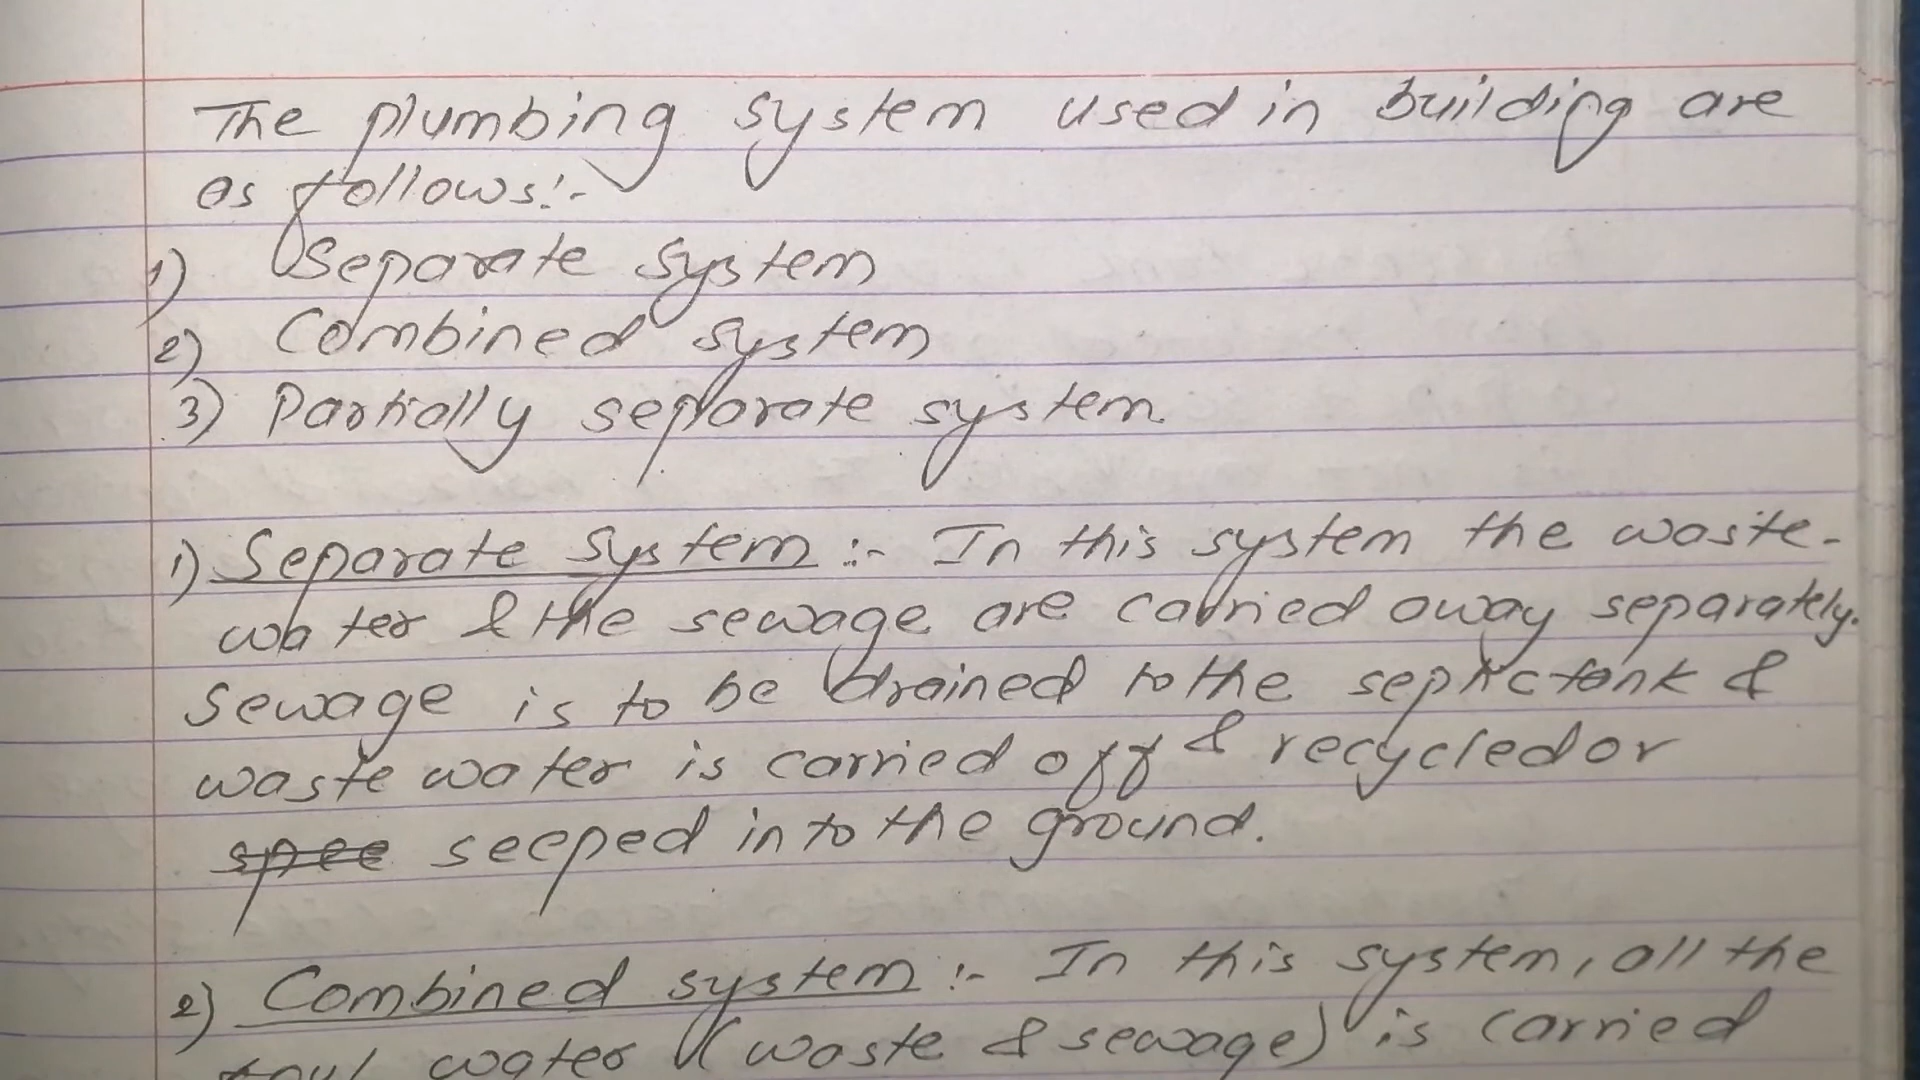 The plumbing system used in building are
as follows:-
1) Separate system
2) Combined system
3) Partially separate system.
1) Separate system :- In this system the waste-
water & the sewage are carried away separately.
Sewage is to be drained to the septic tank &
waste water is carried off & recycled or
spee seeped into the ground.
2) Combined system :- In this system, all the
foul water (waste & sewage) is carried